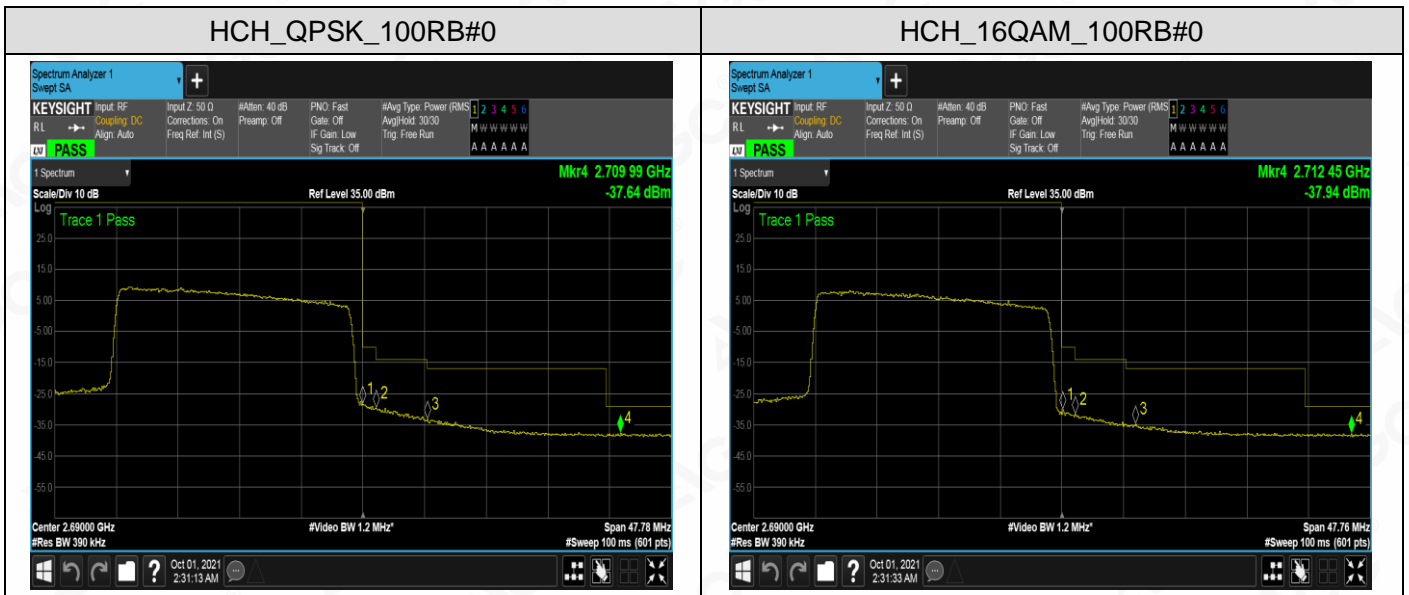 HCH_QPSK_100RB#0
HCH_16QAM_100RB#0
Spectrum Analyzer 1
Swept SA
+
KEYSIGHT
RL
LXI
PASS
Input: RF
Coupling: DC
Align: Auto
Input Z: 50 Ω
Corrections: On
Freq Ref: Int (S)
#Atten: 40 dB
Preamp: Off
PNO: Fast
Gate: Off
IF Gain: Low
Sig Track: Off
#Avg Type: Power (RMS
Avg|Hold: 30/30
Trig: Free Run
1 2 3 4 5 6
M W W W W W
A A A A A A
1 Spectrum
Scale/Div 10 dB
Ref Level 35.00 dBm
Mkr4 2.709 99 GHz
-37.64 dBm
Log
Trace 1 Pass
25.0
15.0
5.00
-5.00
-15.0
-25.0
-35.0
-45.0
-55.0
1
2
3
4
Center 2.69000 GHz
#Res BW 390 kHz
#Video BW 1.2 MHz*
Span 47.78 MHz
#Sweep 100 ms (601 pts)
?
Oct 01, 2021
2:31:13 AM
Spectrum Analyzer 1
Swept SA
+
KEYSIGHT
RL
LXI
PASS
Input: RF
Coupling: DC
Align: Auto
Input Z: 50 Ω
Corrections: On
Freq Ref: Int (S)
#Atten: 40 dB
Preamp: Off
PNO: Fast
Gate: Off
IF Gain: Low
Sig Track: Off
#Avg Type: Power (RMS
Avg|Hold: 30/30
Trig: Free Run
1 2 3 4 5 6
M W W W W W
A A A A A A
1 Spectrum
Scale/Div 10 dB
Ref Level 35.00 dBm
Mkr4 2.712 45 GHz
-37.94 dBm
Log
Trace 1 Pass
25.0
15.0
5.00
-5.00
-15.0
-25.0
-35.0
-45.0
-55.0
1
2
3
4
Center 2.69000 GHz
#Res BW 390 kHz
#Video BW 1.2 MHz*
Span 47.76 MHz
#Sweep 100 ms (601 pts)
?
Oct 01, 2021
2:31:33 AM